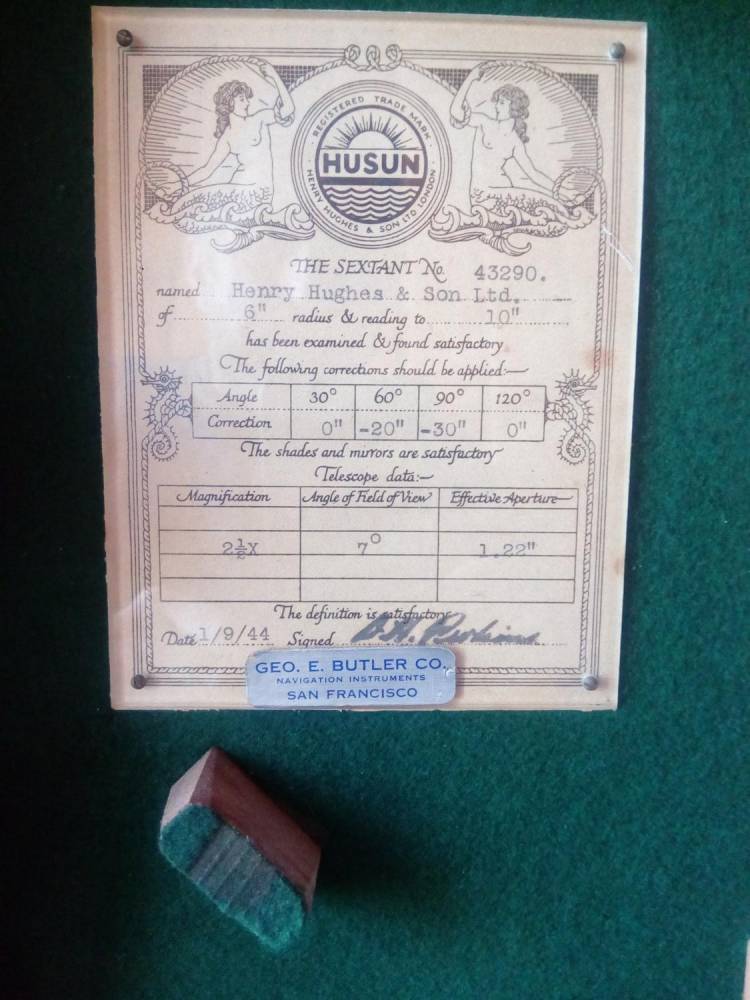 REGISTERED TRADE MARK
HUSUN
HENRY HUGHES & SON LTD LONDON
THE SEXTANT No. 43290.
named Henry Hughes & Son Ltd.
of 6" radius & reading to 10"
has been examined & found satisfactory
The following corrections should be applied:—
Angle 30° 60° 90° 120°
Correction 0" -20" -30" 0"
The shades and mirrors are satisfactory
Telescope data:—
Magnification Angle of Field of View Effective Aperture
2½X 7° 1.22"
The definition is satisfactory
Date 1/9/44 Signed
GEO. E. BUTLER CO.
NAVIGATION INSTRUMENTS
SAN FRANCISCO